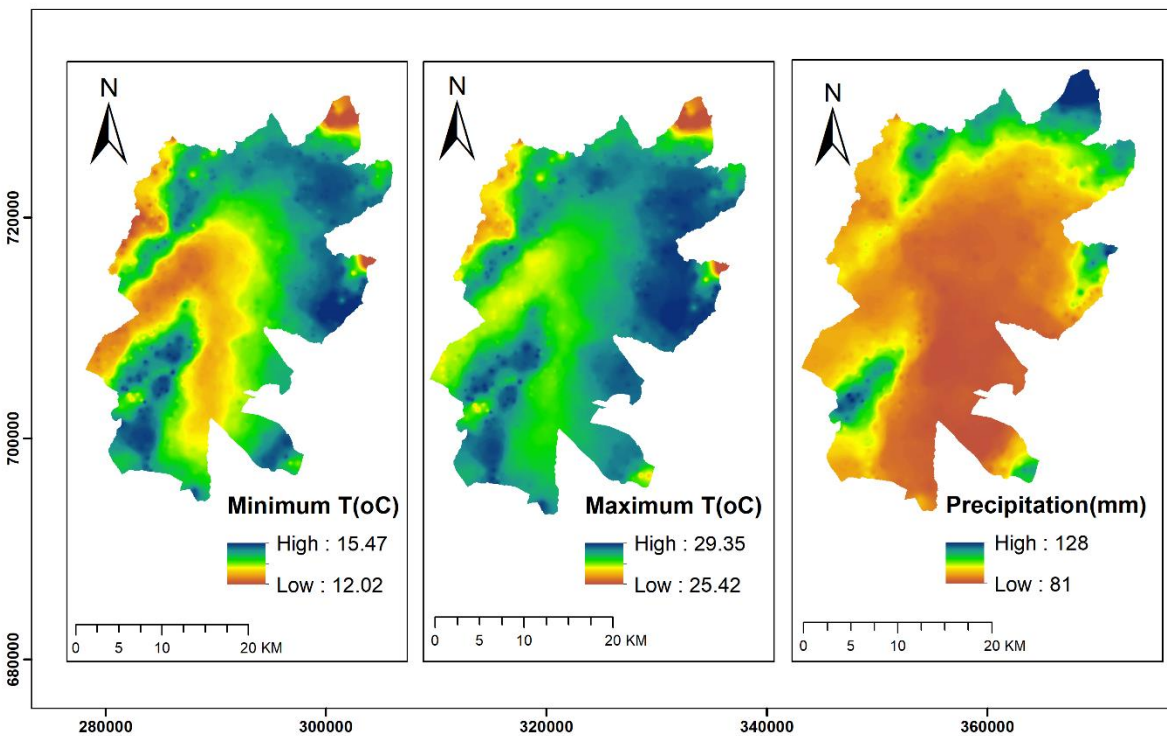 N
Minimum T(oC)
High : 15.47
Low : 12.02
0 5 10 20 KM
N
Maximum T(oC)
High : 29.35
Low : 25.42
0 5 10 20 KM
N
Precipitation(mm)
High : 128
Low : 81
0 5 10 20 KM
720000
700000
680000
280000 300000 320000 340000 360000